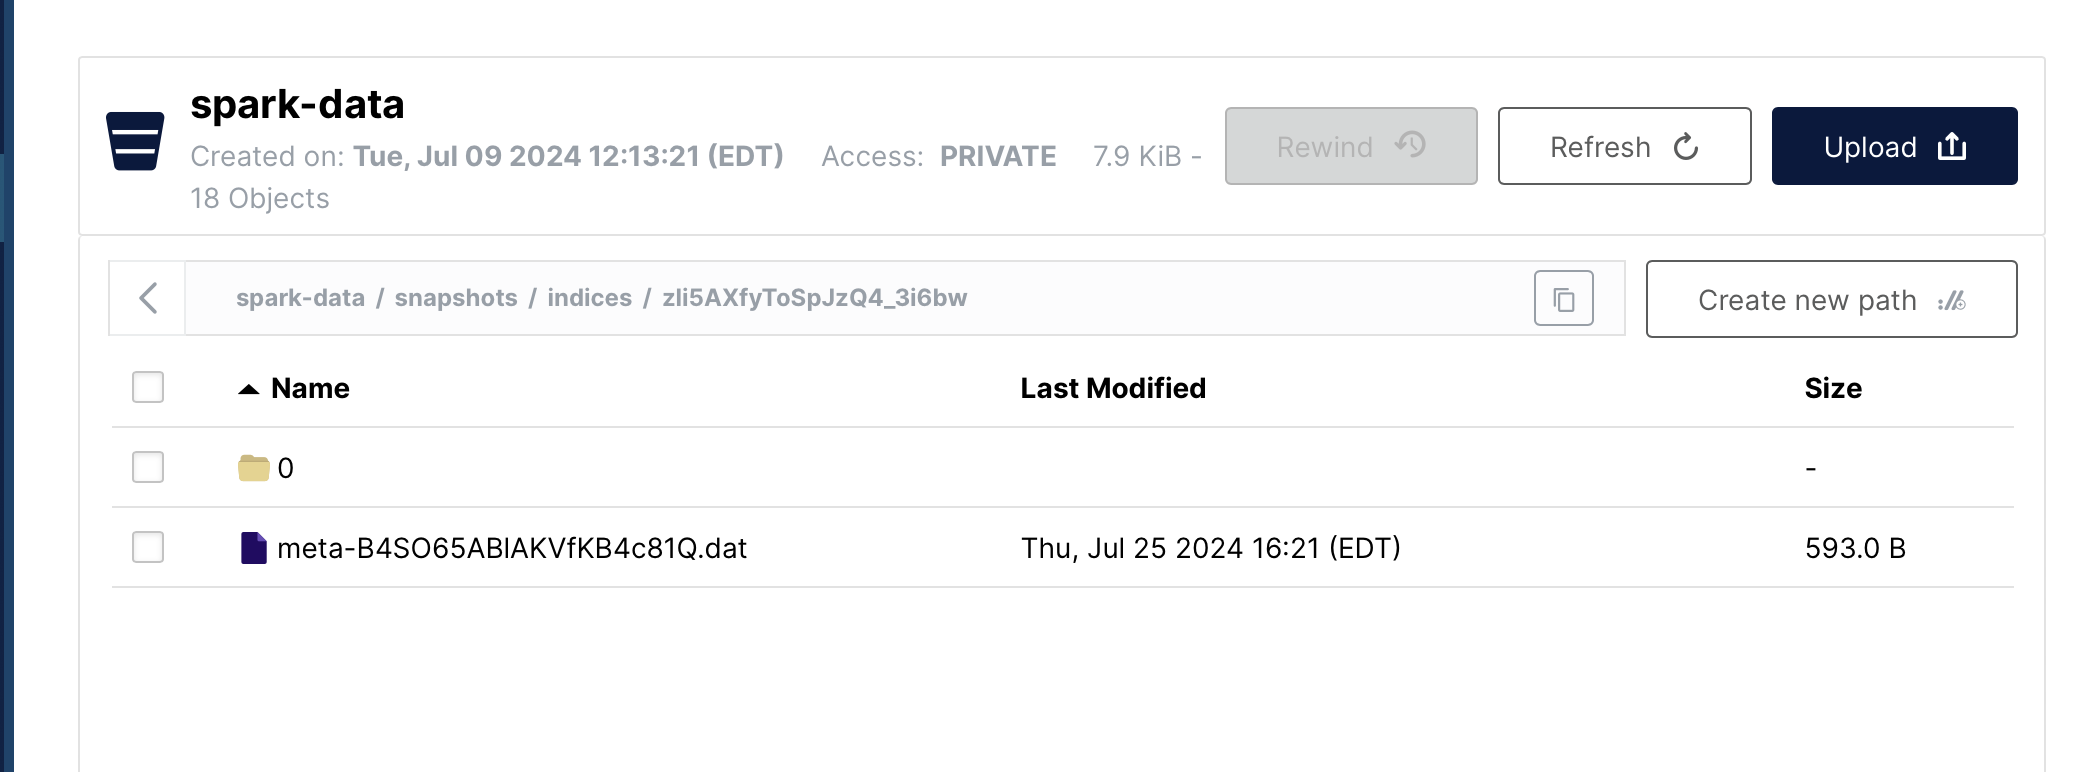 spark-data
Created on: Tue, Jul 09 2024 12:13:21 (EDT) Access: PRIVATE 7.9 KiB -
18 Objects
Rewind
Refresh
Upload
spark-data / snapshots / indices / zli5AXfyToSpJzQ4_3i6bw
Create new path
Name Last Modified Size
0 -
meta-B4SO65ABlAKVfKB4c81Q.dat Thu, Jul 25 2024 16:21 (EDT) 593.0 B